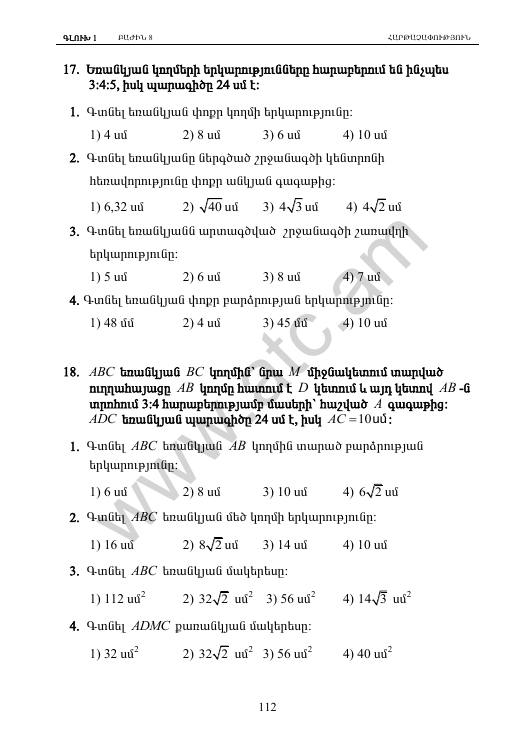 ԳԼՈՒԽ 1 ԲԱԺԻՆ 8 ՀԱՐԹԱՉԱՓՈՒԹՅՈՒՆ
17. Եռանկյան կողմերի երկարությունները հարաբերում են ինչպես
3:4:5, իսկ պարագիծը 24 սմ է:
1. Գտնել եռանկյան փոքր կողմի երկարությունը:
1) 4 սմ 2) 8 սմ 3) 6 սմ 4) 10 սմ
2. Գտնել եռանկյանը ներգծած շրջանագծի կենտրոնի
հեռավորությունը փոքր անկյան գագաթից:
1) 6,32 սմ 2) √40 սմ 3) 4√3 սմ 4) 4√2 սմ
3. Գտնել եռանկյանն արտագծված շրջանագծի շառավղի
երկարությունը:
1) 5 սմ 2) 6 սմ 3) 8 սմ 4) 7 սմ
4. Գտնել եռանկյան փոքր բարձրության երկարությունը:
1) 48 մմ 2) 4 սմ 3) 45 մմ 4) 10 սմ
18. ABC եռանկյան BC կողմին՝ նրա M միջնակետում տարված
ուղղահայացը AB կողմը հատում է D կետում և այդ կետով AB -ն
տրոհում 3:4 հարաբերությամբ մասերի՝ հաշված A գագաթից:
ADC եռանկյան պարագիծը 24 սմ է, իսկ AC = 10սմ:
1. Գտնել ABC եռանկյան AB կողմին տարած բարձրության
երկարությունը:
1) 6 սմ 2) 8 սմ 3) 10 սմ 4) 6√2 սմ
2. Գտնել ABC եռանկյան մեծ կողմի երկարությունը:
1) 16 սմ 2) 8√2 սմ 3) 14 սմ 4) 10 սմ
3. Գտնել ABC եռանկյան մակերեսը:
1) 112 սմ² 2) 32√2 սմ² 3) 56 սմ² 4) 14√3 սմ²
4. Գտնել ADMC քառանկյան մակերեսը:
1) 32 սմ² 2) 32√2 սմ² 3) 56 սմ² 4) 40 սմ²
112
www.atc.am